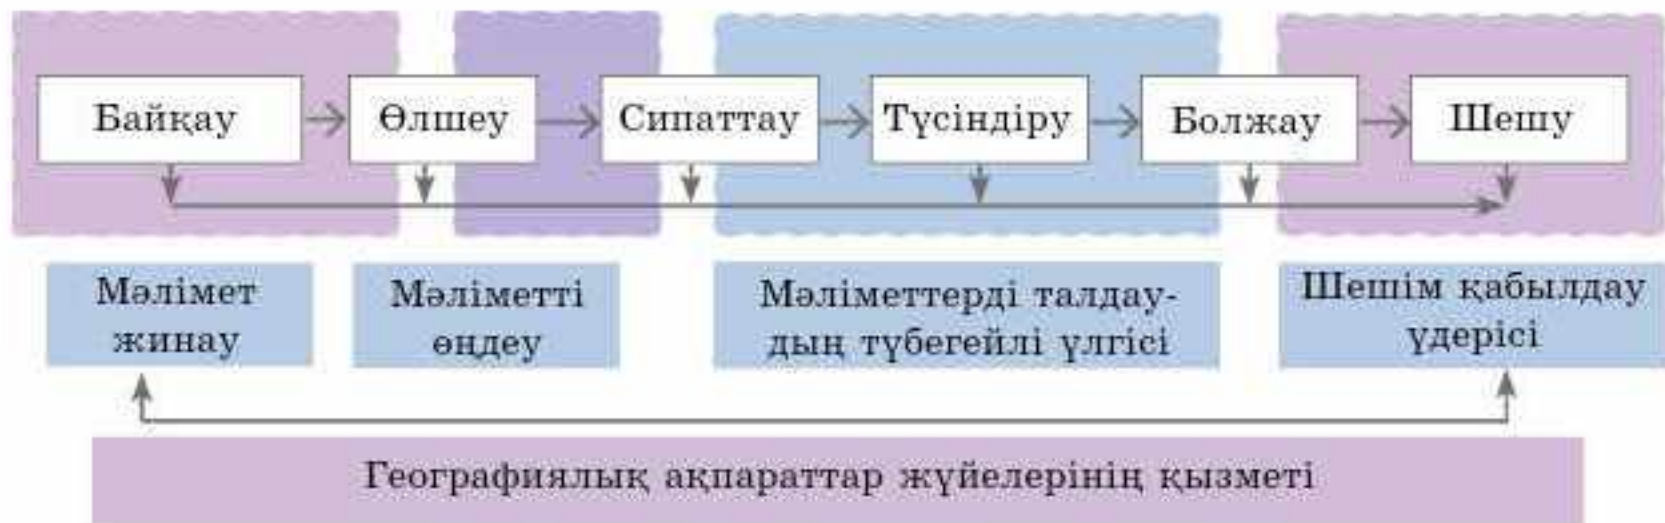 Байқау
Өлшеу
Сипаттау
Түсіндіру
Болжау
Шешу
Мәлімет
жинау
Мәліметті
өңдеу
Мәліметтерді талдау-
дың түбегейлі үлгісі
Шешім қабылдау
үдерісі
Географиялық ақпараттар жүйелерінің қызметі